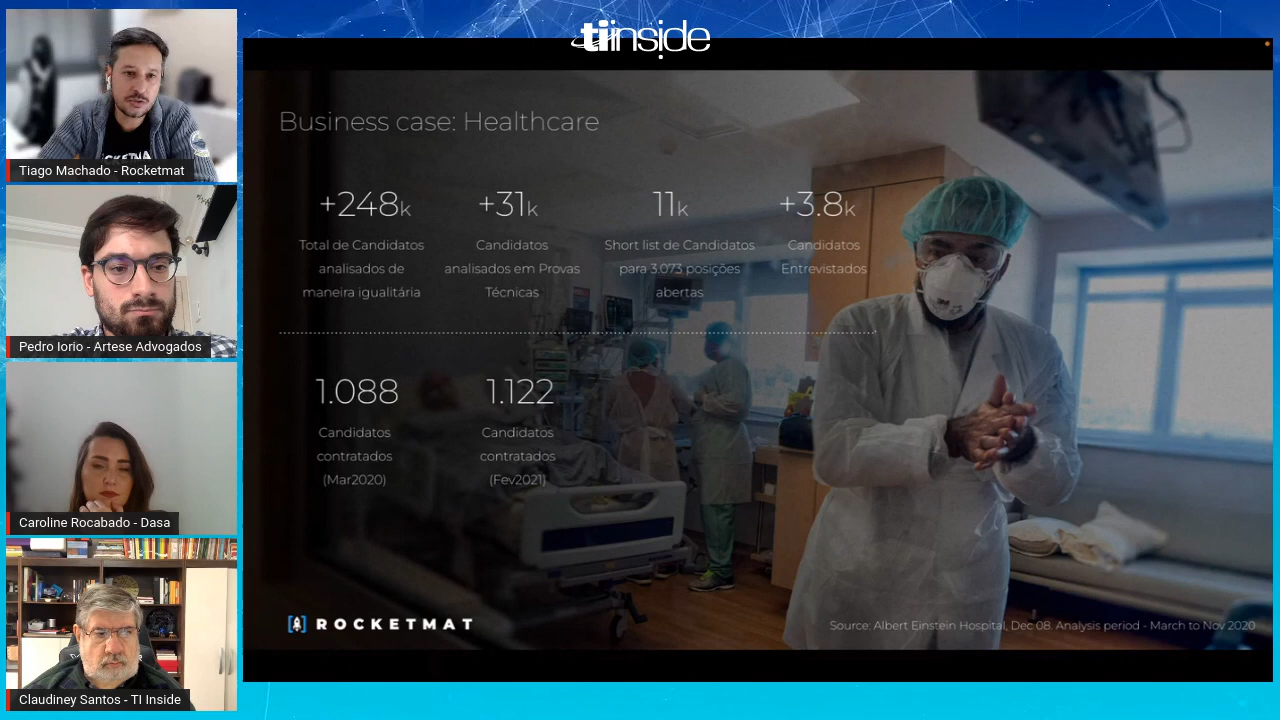 tiinside
Tiago Machado - Rocketmat
Pedro Iorio - Artese Advogados
Caroline Rocabado - Dasa
Claudiney Santos - TI Inside
Business case: Healthcare
+248k
Total de Candidatos
analisados de
maneira igualitária
+31k
Candidatos
analisados em Provas
Técnicas
11k
Short list de Candidatos
para 3.073 posições
abertas
+3.8k
Candidatos
Entrevistados
1.088
Candidatos
contratados
(Mar2020)
1.122
Candidatos
contratados
(Fev2021)
ROCKETMAT
Source: Albert Einstein Hospital, Dec 08. Analysis period - March to Nov 2020